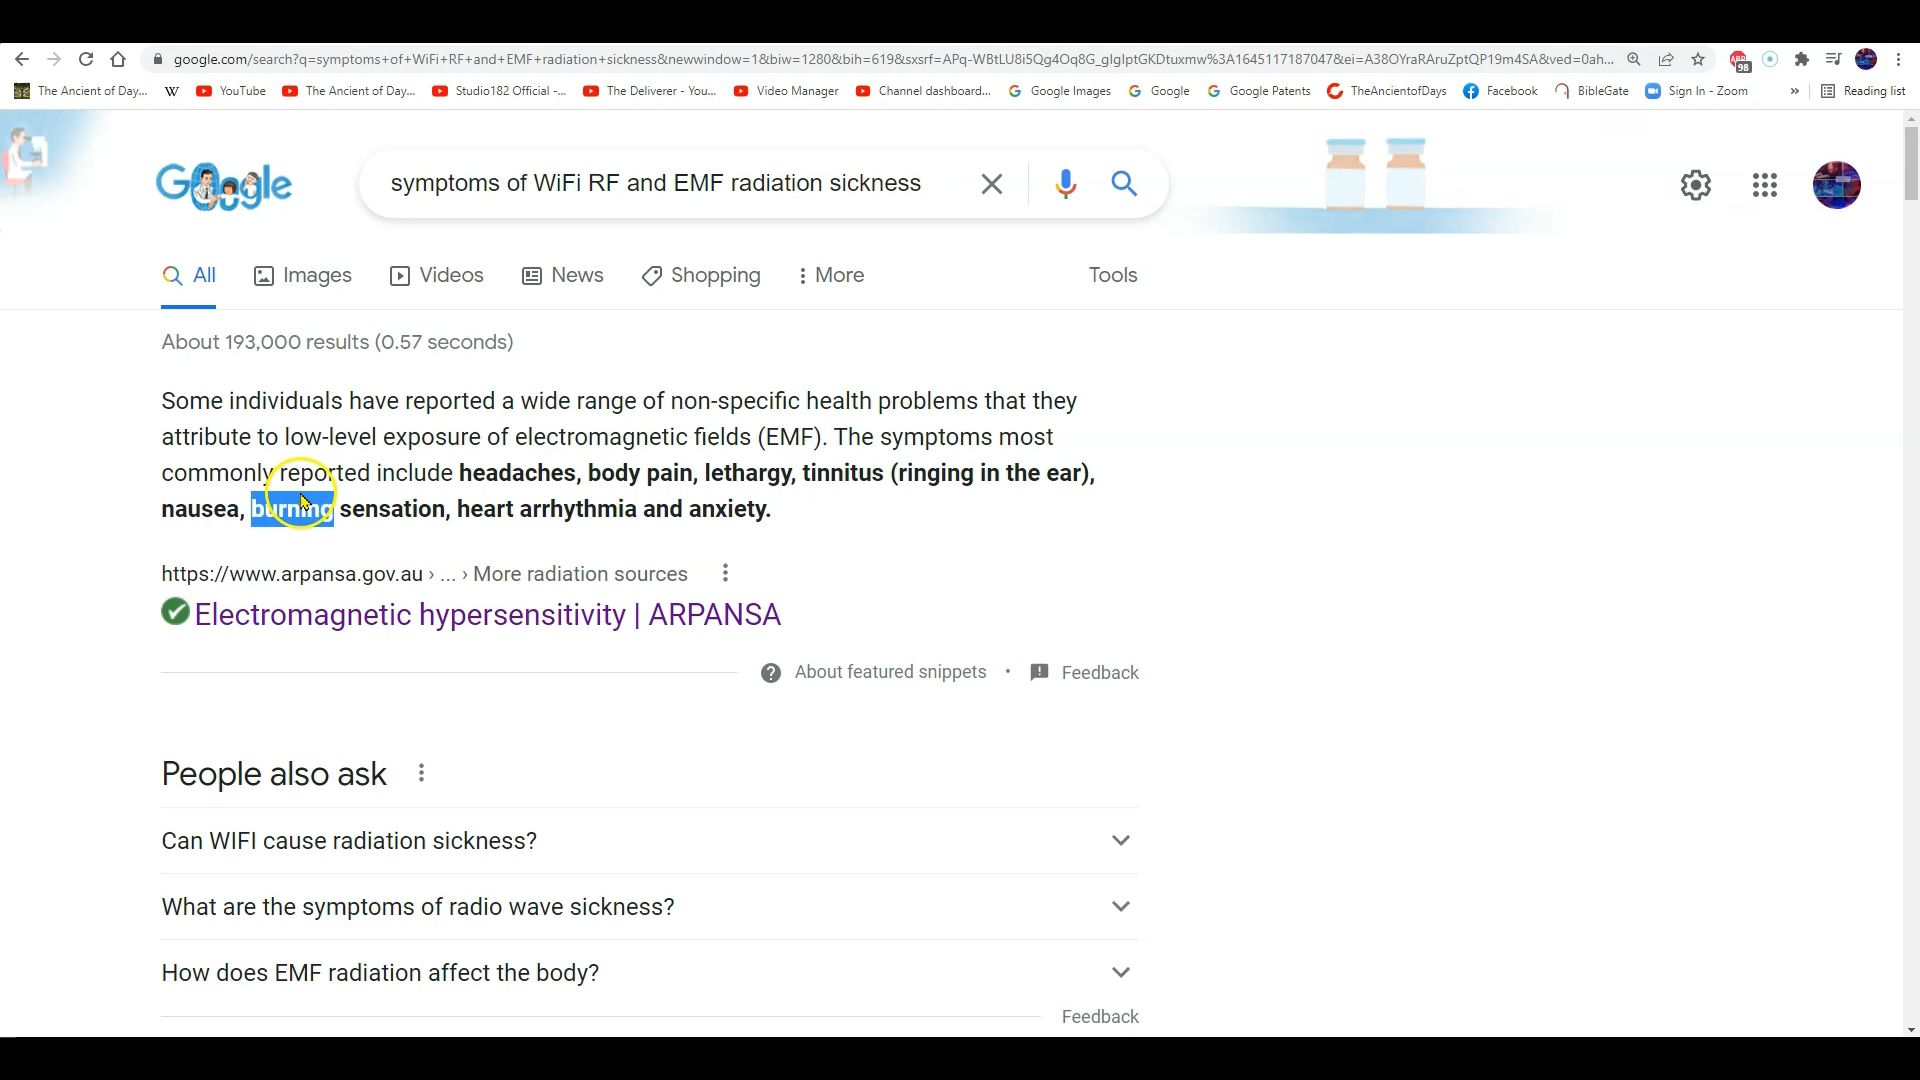 google.com/search?q=symptoms+of+WiFi+RF+and+EMF+radiation+sickness&newwindow=1&biw=1280&bih=619&sxsrf=APq-WBtLU8i5Qg4Oq8G_glgIptGKDtuxmw%3A1645117187047&ei=A38OYraRAruZptQP19m4SA&ved=0ah...
98
The Ancient of Day... W YouTube The Ancient of Day... Studio182 Official -... The Deliverer - You... Video Manager Channel dashboard... Google Images Google Google Patents TheAncientofDays Facebook BibleGate Sign In - Zoom » Reading list
Google
symptoms of WiFi RF and EMF radiation sickness
All Images Videos News Shopping More Tools
About 193,000 results (0.57 seconds)
Some individuals have reported a wide range of non-specific health problems that they
attribute to low-level exposure of electromagnetic fields (EMF). The symptoms most
commonly reported include headaches, body pain, lethargy, tinnitus (ringing in the ear),
nausea, burning sensation, heart arrhythmia and anxiety.
https://www.arpansa.gov.au › ... › More radiation sources
Electromagnetic hypersensitivity | ARPANSA
About featured snippets • Feedback
People also ask
Can WIFI cause radiation sickness?
What are the symptoms of radio wave sickness?
How does EMF radiation affect the body?
Feedback